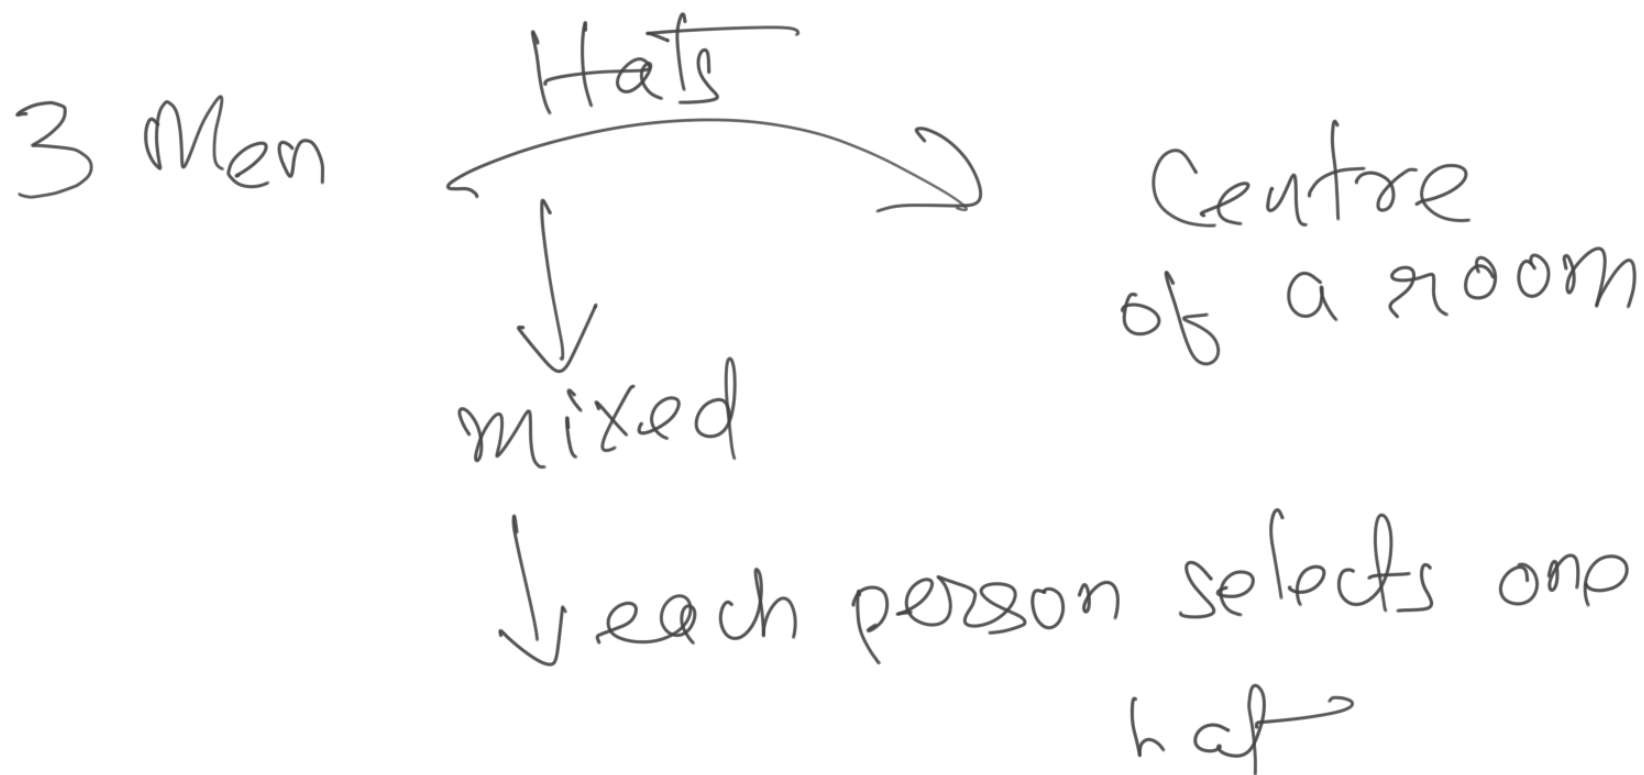 Hats
3 Men
Centre
of a room
mixed
each person selects one
hat